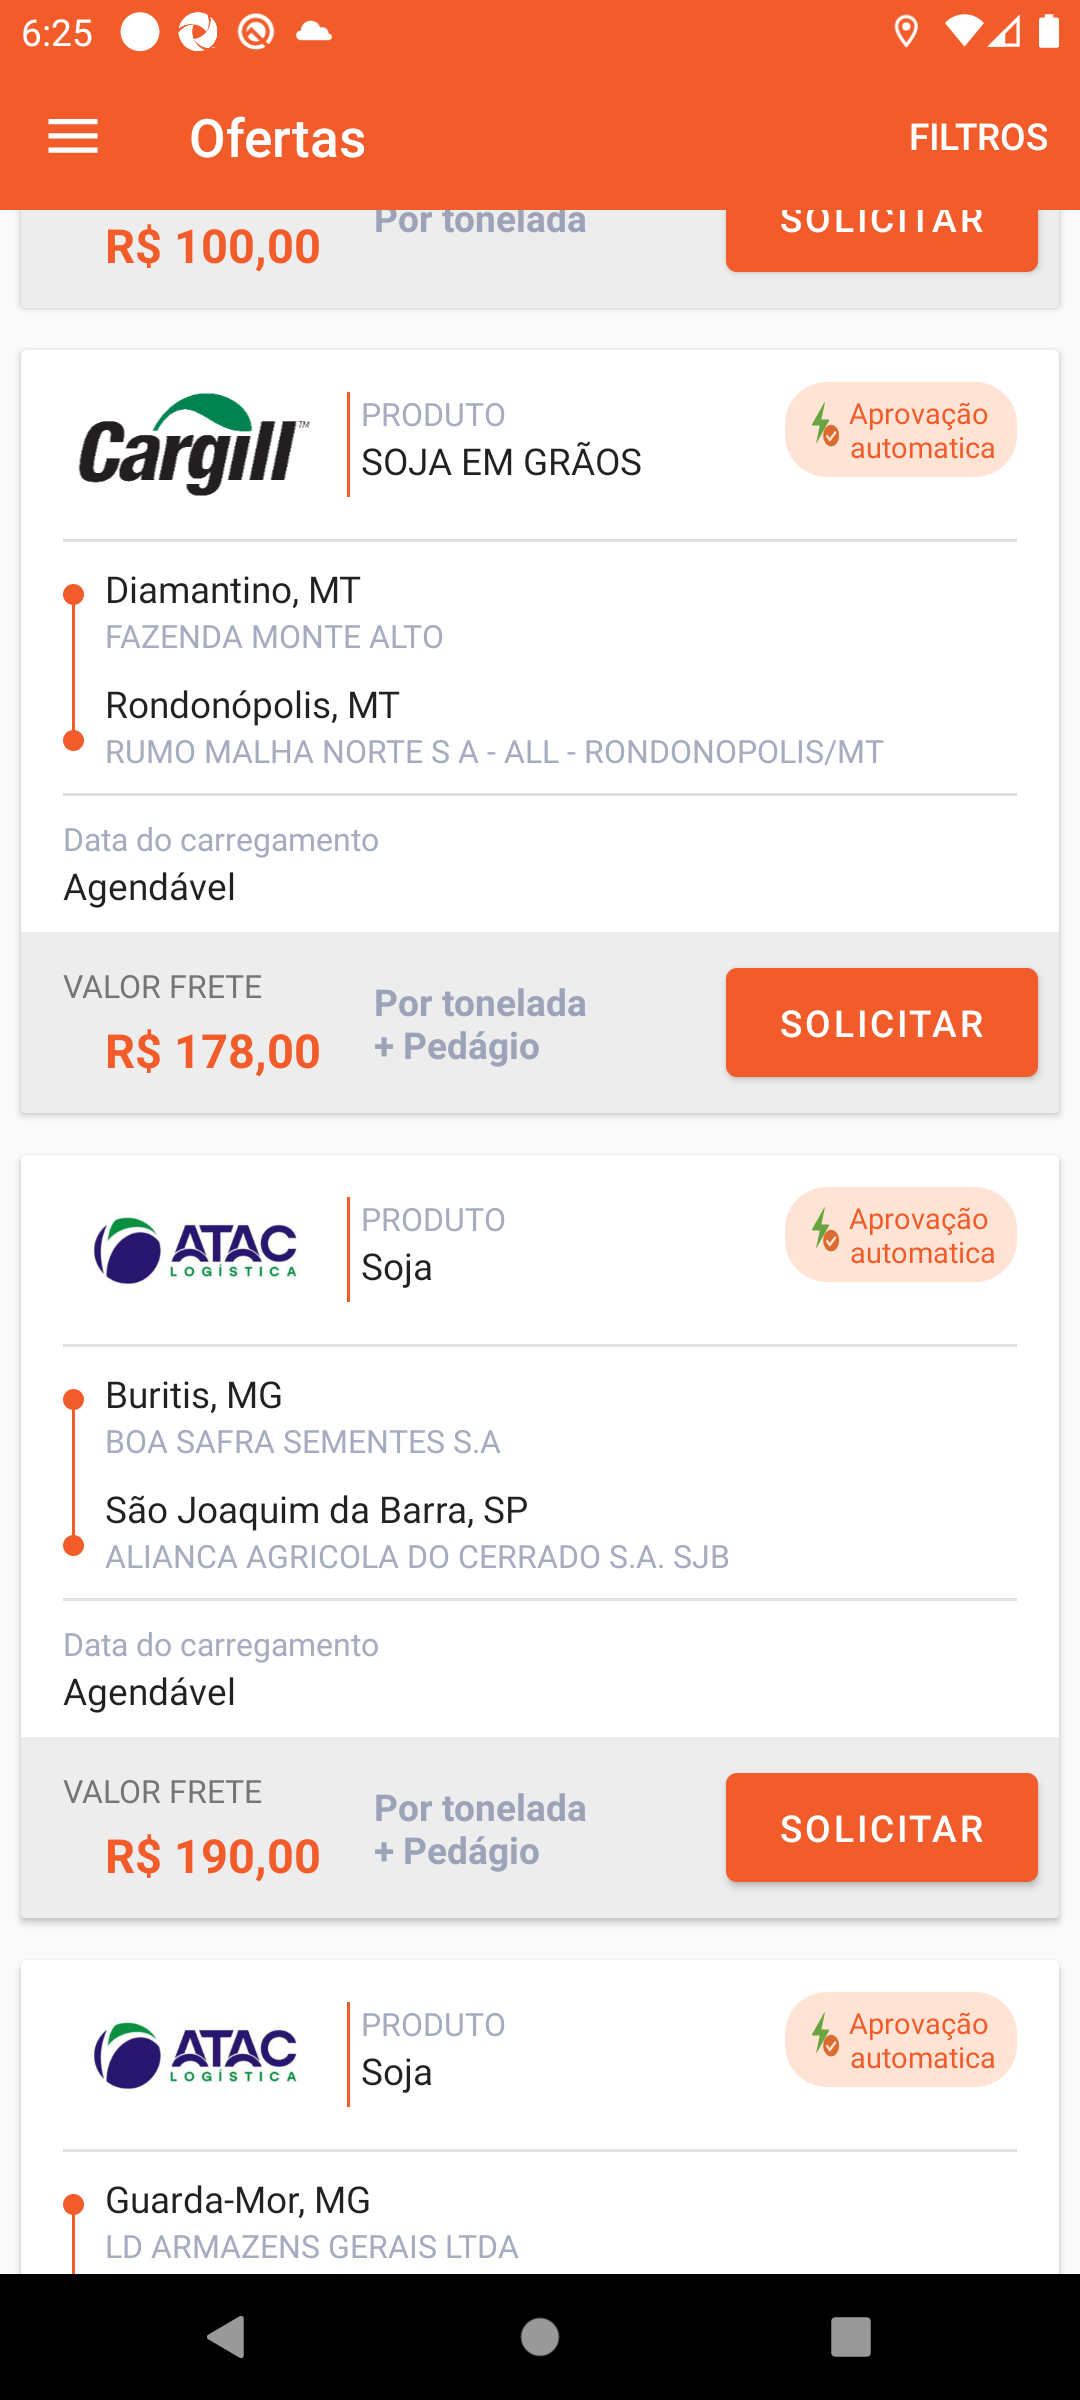 6:25
Ofertas
FILTROS
Por tonelada
SOLICITAR
R$ 100,00
Cargill™
PRODUTO
SOJA EM GRÃOS
Aprovação
automatica
Diamantino, MT
FAZENDA MONTE ALTO
Rondonópolis, MT
RUMO MALHA NORTE S A - ALL - RONDONOPOLIS/MT
Data do carregamento
Agendável
VALOR FRETE
R$ 178,00
Por tonelada
+ Pedágio
SOLICITAR
ATAC
LOGÍSTICA
PRODUTO
Soja
Aprovação
automatica
Buritis, MG
BOA SAFRA SEMENTES S.A
São Joaquim da Barra, SP
ALIANCA AGRICOLA DO CERRADO S.A. SJB
Data do carregamento
Agendável
VALOR FRETE
R$ 190,00
Por tonelada
+ Pedágio
SOLICITAR
ATAC
LOGÍSTICA
PRODUTO
Soja
Aprovação
automatica
Guarda-Mor, MG
LD ARMAZENS GERAIS LTDA